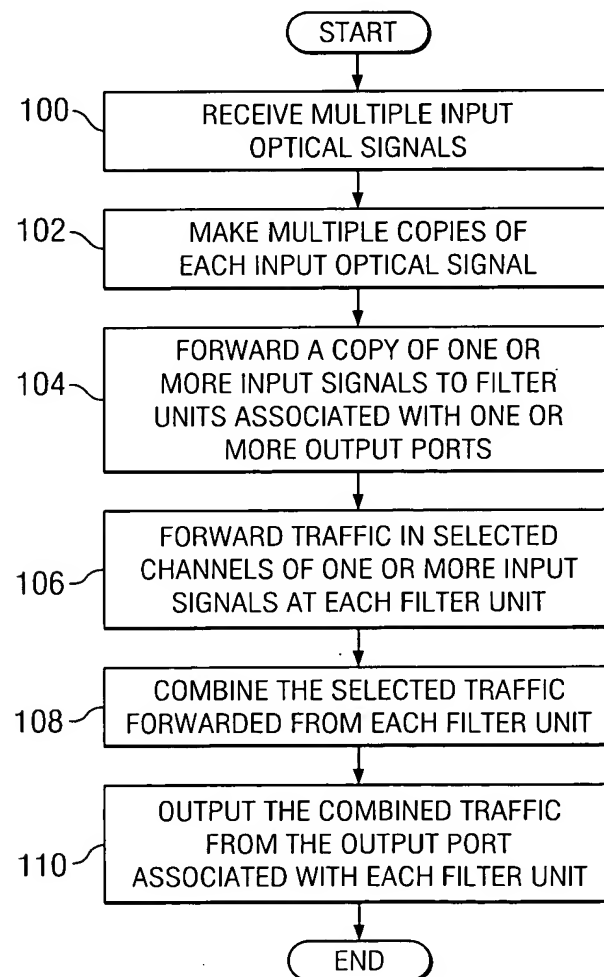 START
100
RECEIVE MULTIPLE INPUT
OPTICAL SIGNALS
102
MAKE MULTIPLE COPIES OF
EACH INPUT OPTICAL SIGNAL
104
FORWARD A COPY OF ONE OR
MORE INPUT SIGNALS TO FILTER
UNITS ASSOCIATED WITH ONE OR
MORE OUTPUT PORTS
106
FORWARD TRAFFIC IN SELECTED
CHANNELS OF ONE OR MORE INPUT
SIGNALS AT EACH FILTER UNIT
108
COMBINE THE SELECTED TRAFFIC
FORWARDED FROM EACH FILTER UNIT
110
OUTPUT THE COMBINED TRAFFIC
FROM THE OUTPUT PORT
ASSOCIATED WITH EACH FILTER UNIT
END